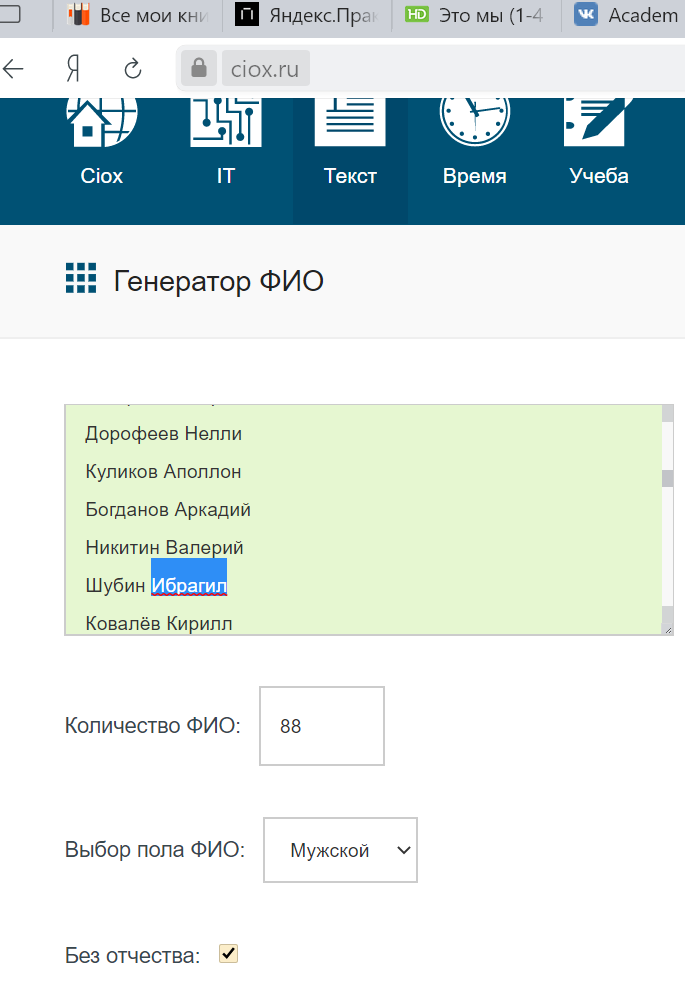 Все мои кни
Яндекс.Прак
HD Это мы (1-4
Academ
ciox.ru
Ciox
IT
Текст
Время
Учеба
Генератор ФИО
Дорофеев Нелли
Куликов Аполлон
Богданов Аркадий
Никитин Валерий
Шубин Ибрагил
Ковалёв Кирилл
Количество ФИО: 88
Выбор пола ФИО: Мужской
Без отчества: